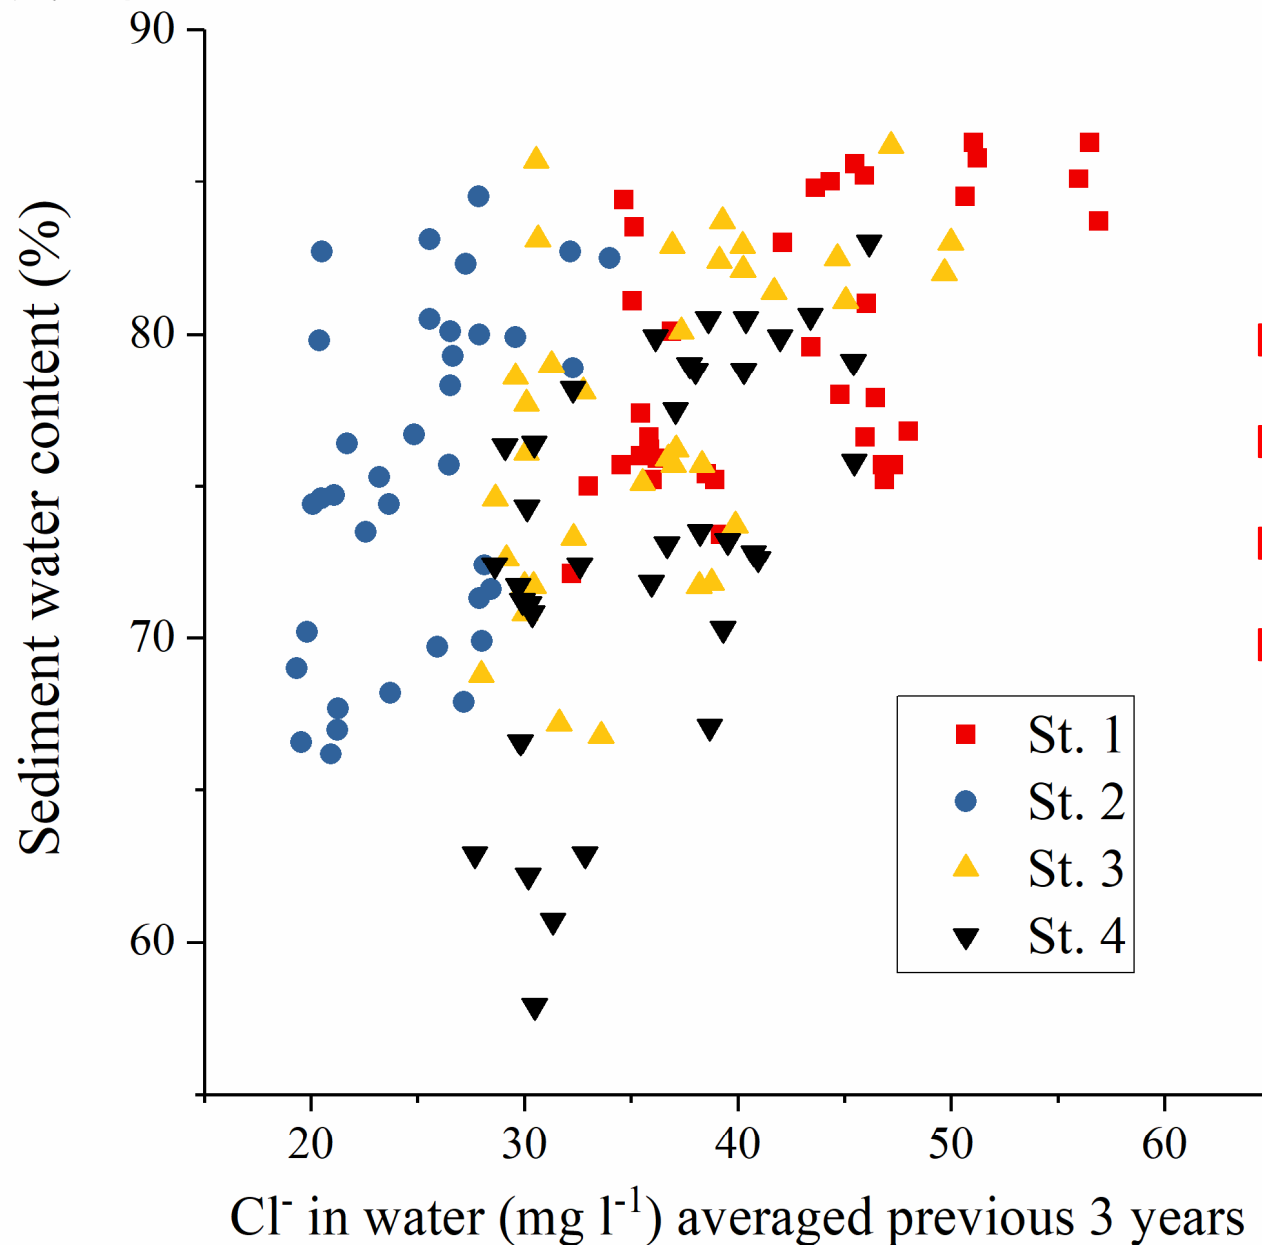 90
80
70
60
Sediment water content (%)
St. 1
St. 2
St. 3
St. 4
20 30 40 50 60
Cl⁻ in water (mg l⁻¹) averaged previous 3 years